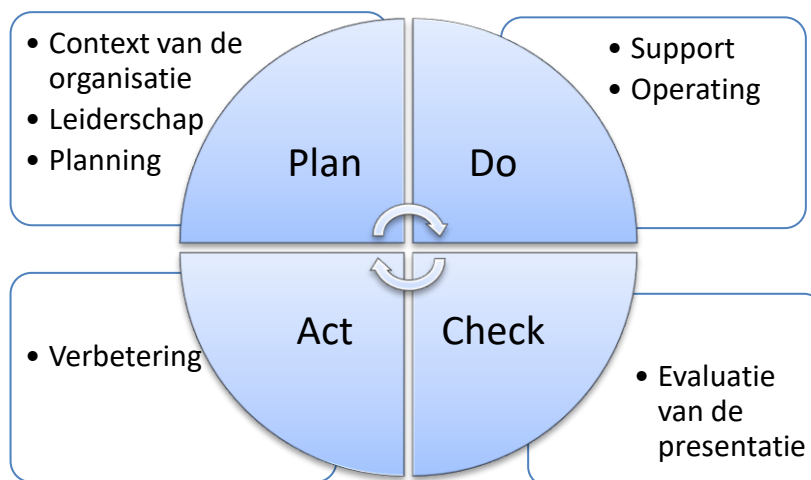 • Context van de
organisatie
• Leiderschap
• Planning
Plan
Do
• Support
• Operating
Act
Check
• Verbetering
• Evaluatie
van de
presentatie